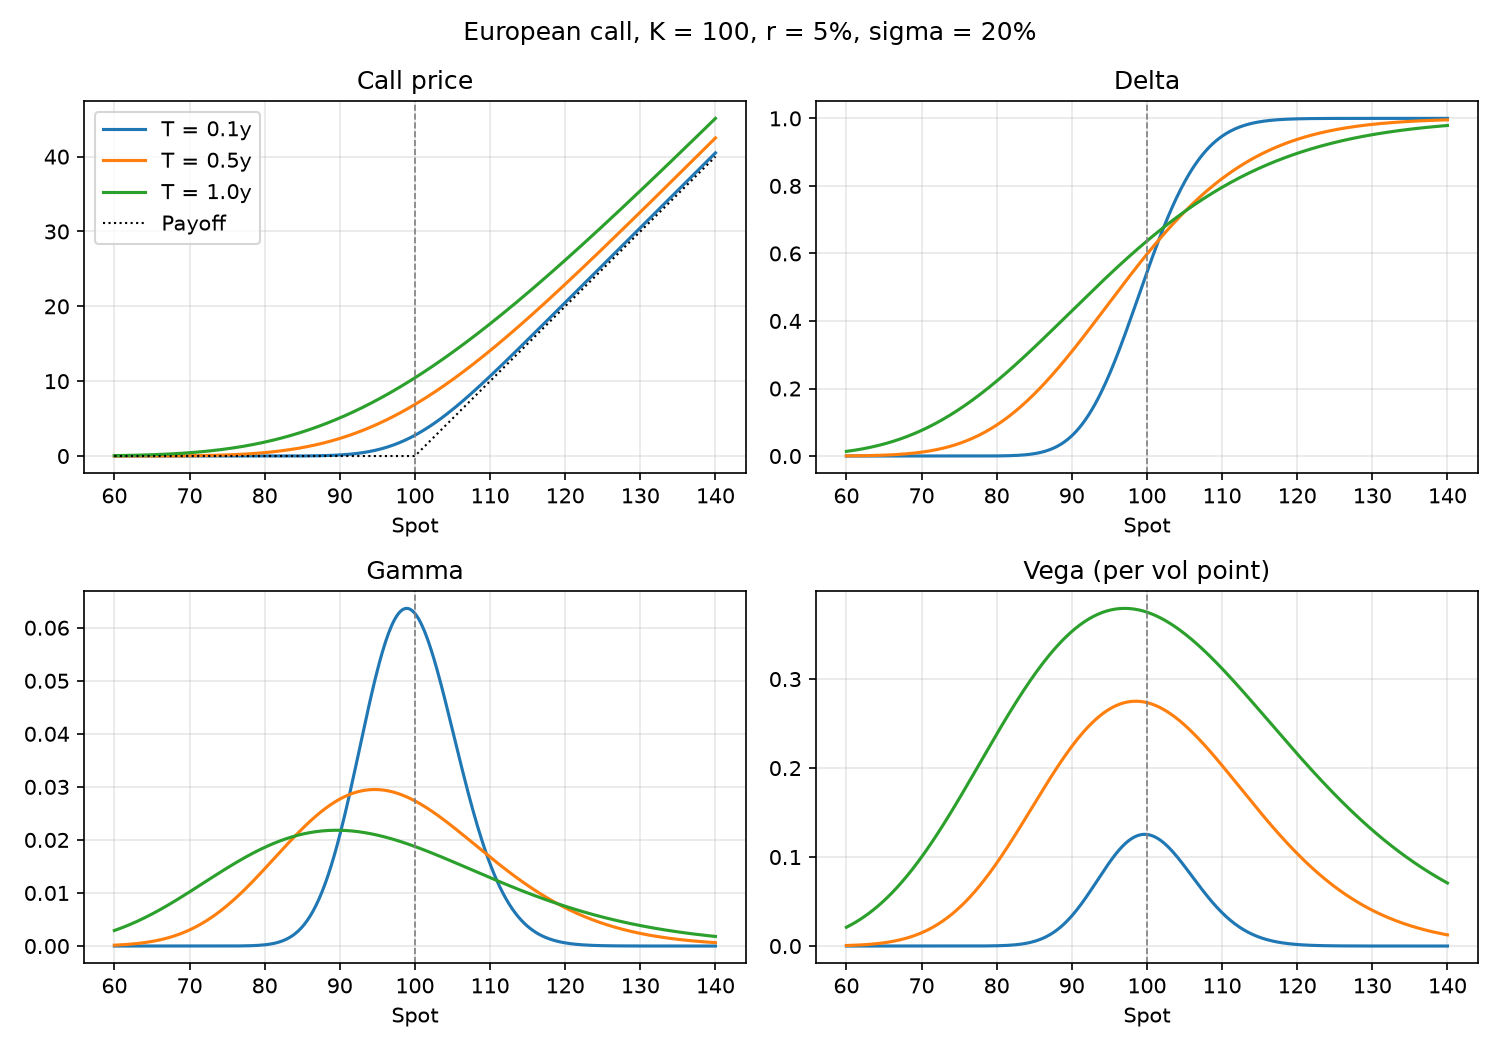 European call, K = 100, r = 5%, sigma = 20%
Call price
T = 0.1y
T = 0.5y
T = 1.0y
Payoff
40
30
20
10
0
60 70 80 90 100 110 120 130 140
Spot
Delta
1.0
0.8
0.6
0.4
0.2
0.0
60 70 80 90 100 110 120 130 140
Spot
Gamma
0.06
0.05
0.04
0.03
0.02
0.01
0.00
60 70 80 90 100 110 120 130 140
Spot
Vega (per vol point)
0.3
0.2
0.1
0.0
60 70 80 90 100 110 120 130 140
Spot